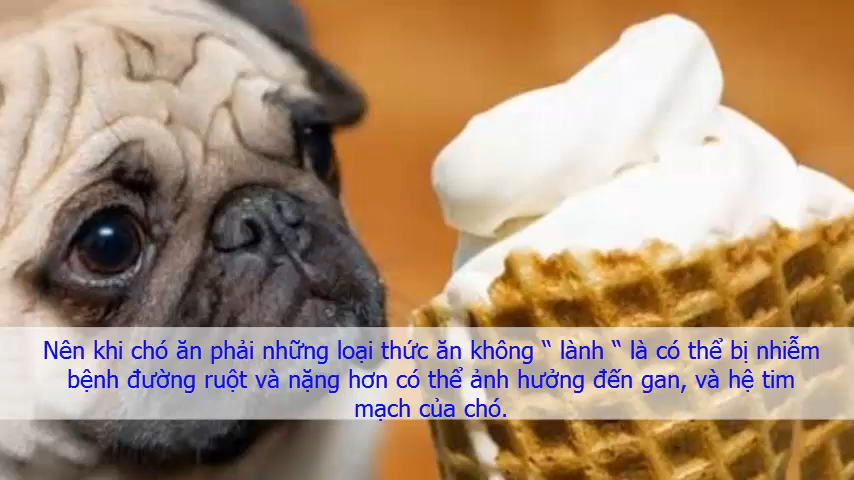 Nên khi chó ăn phải những loại thức ăn không “ lành “ là có thể bị nhiễm
bệnh đường ruột và nặng hơn có thể ảnh hưởng đến gan, và hệ tim
mạch của chó.